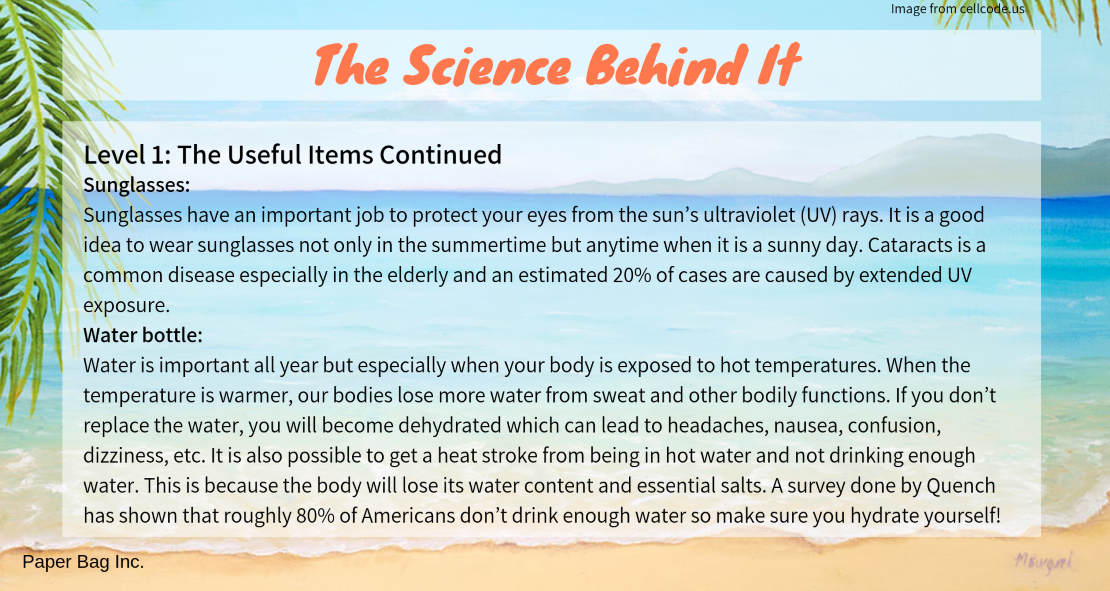 Image from cellcode.us
The Science Behind It
Level 1: The Useful Items Continued
Sunglasses:
Sunglasses have an important job to protect your eyes from the sun’s ultraviolet (UV) rays. It is a good
idea to wear sunglasses not only in the summertime but anytime when it is a sunny day. Cataracts is a
common disease especially in the elderly and an estimated 20% of cases are caused by extended UV
exposure.
Water bottle:
Water is important all year but especially when your body is exposed to hot temperatures. When the
temperature is warmer, our bodies lose more water from sweat and other bodily functions. If you don’t
replace the water, you will become dehydrated which can lead to headaches, nausea, confusion,
dizziness, etc. It is also possible to get a heat stroke from being in hot water and not drinking enough
water. This is because the body will lose its water content and essential salts. A survey done by Quench
has shown that roughly 80% of Americans don’t drink enough water so make sure you hydrate yourself!
Paper Bag Inc.